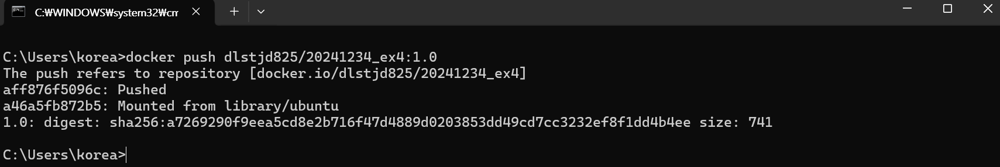 C:₩WINDOWS₩system32₩cm
C:\Users\korea>docker push dlstjd825/20241234_ex4:1.0
The push refers to repository [docker.io/dlstjd825/20241234_ex4]
aff876f5096c: Pushed
a46a5fb872b5: Mounted from library/ubuntu
1.0: digest: sha256:a7269290f9eea5cd8e2b716f47d4889d0203853dd49cd7cc3232ef8f1dd4b4ee size: 741
C:\Users\korea>